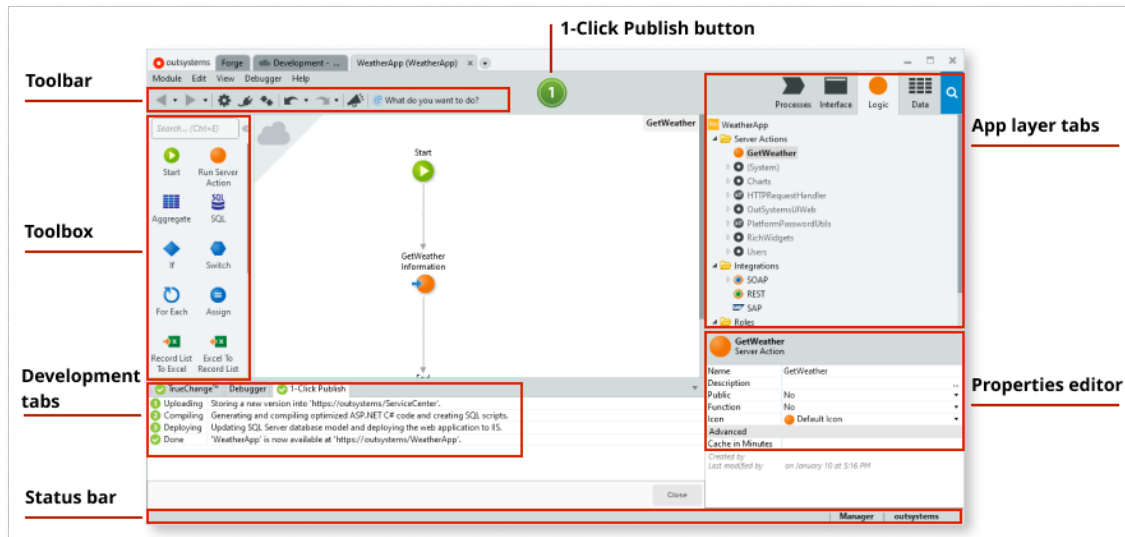 1-Click Publish button
Toolbar
outsystems Forge Development - ... WeatherApp (WeatherApp)
Module Edit View Debugger Help
What do you want to do?
1
Processes Interface Logic Data
App layer tabs
Search... (Ctrl+E)
GetWeather
WeatherApp
Server Actions
GetWeather
(System)
Charts
HTTPRequestHandler
OutSystemsUIWeb
PlatformPasswordUtils
RichWidgets
Users
Integrations
SOAP
REST
SAP
Roles
Toolbox
Start
Run Server
Action
Aggregate
SQL
SQL
If
Switch
For Each
Assign
Record List
To Excel
Excel To
Record List
Start
GetWeather
Information
End
GetWeather
Server Action
Properties editor
Name GetWeather
Description ...
Public No
Function No
Icon Default Icon
Advanced
Cache in Minutes
Created by
Last modified by on January 10 at 5:16 PM
Development
tabs
TrueChange™ Debugger 1-Click Publish
1 Uploading Storing a new version into 'https://outsystems/ServiceCenter'.
2 Compiling Generating and compiling optimized ASP.NET C# code and creating SQL scripts.
3 Deploying Updating SQL Server database model and deploying the web application to IIS.
Done 'WeatherApp' is now available at 'https://outsystems/WeatherApp'.
Close
Status bar
Manager outsystems